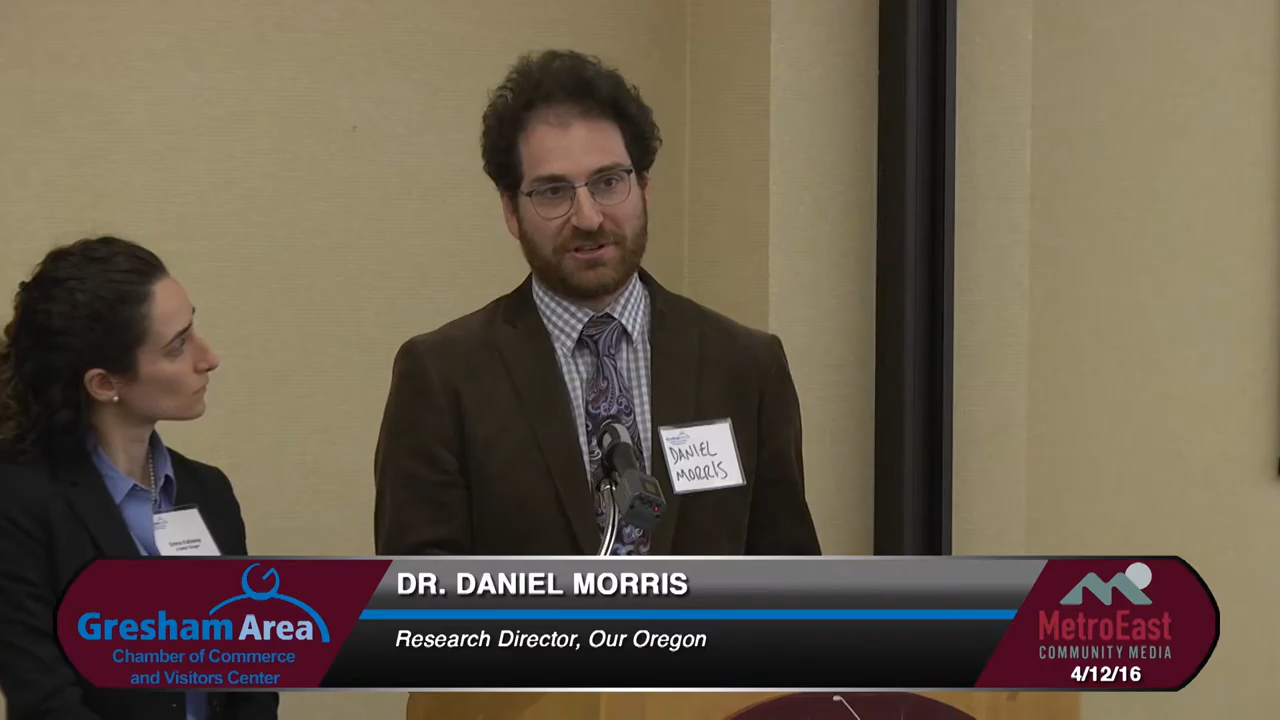 DANIEL
MORRIS
DR. DANIEL MORRIS
Research Director, Our Oregon
Gresham Area
Chamber of Commerce
and Visitors Center
MetroEast
COMMUNITY MEDIA
4/12/16